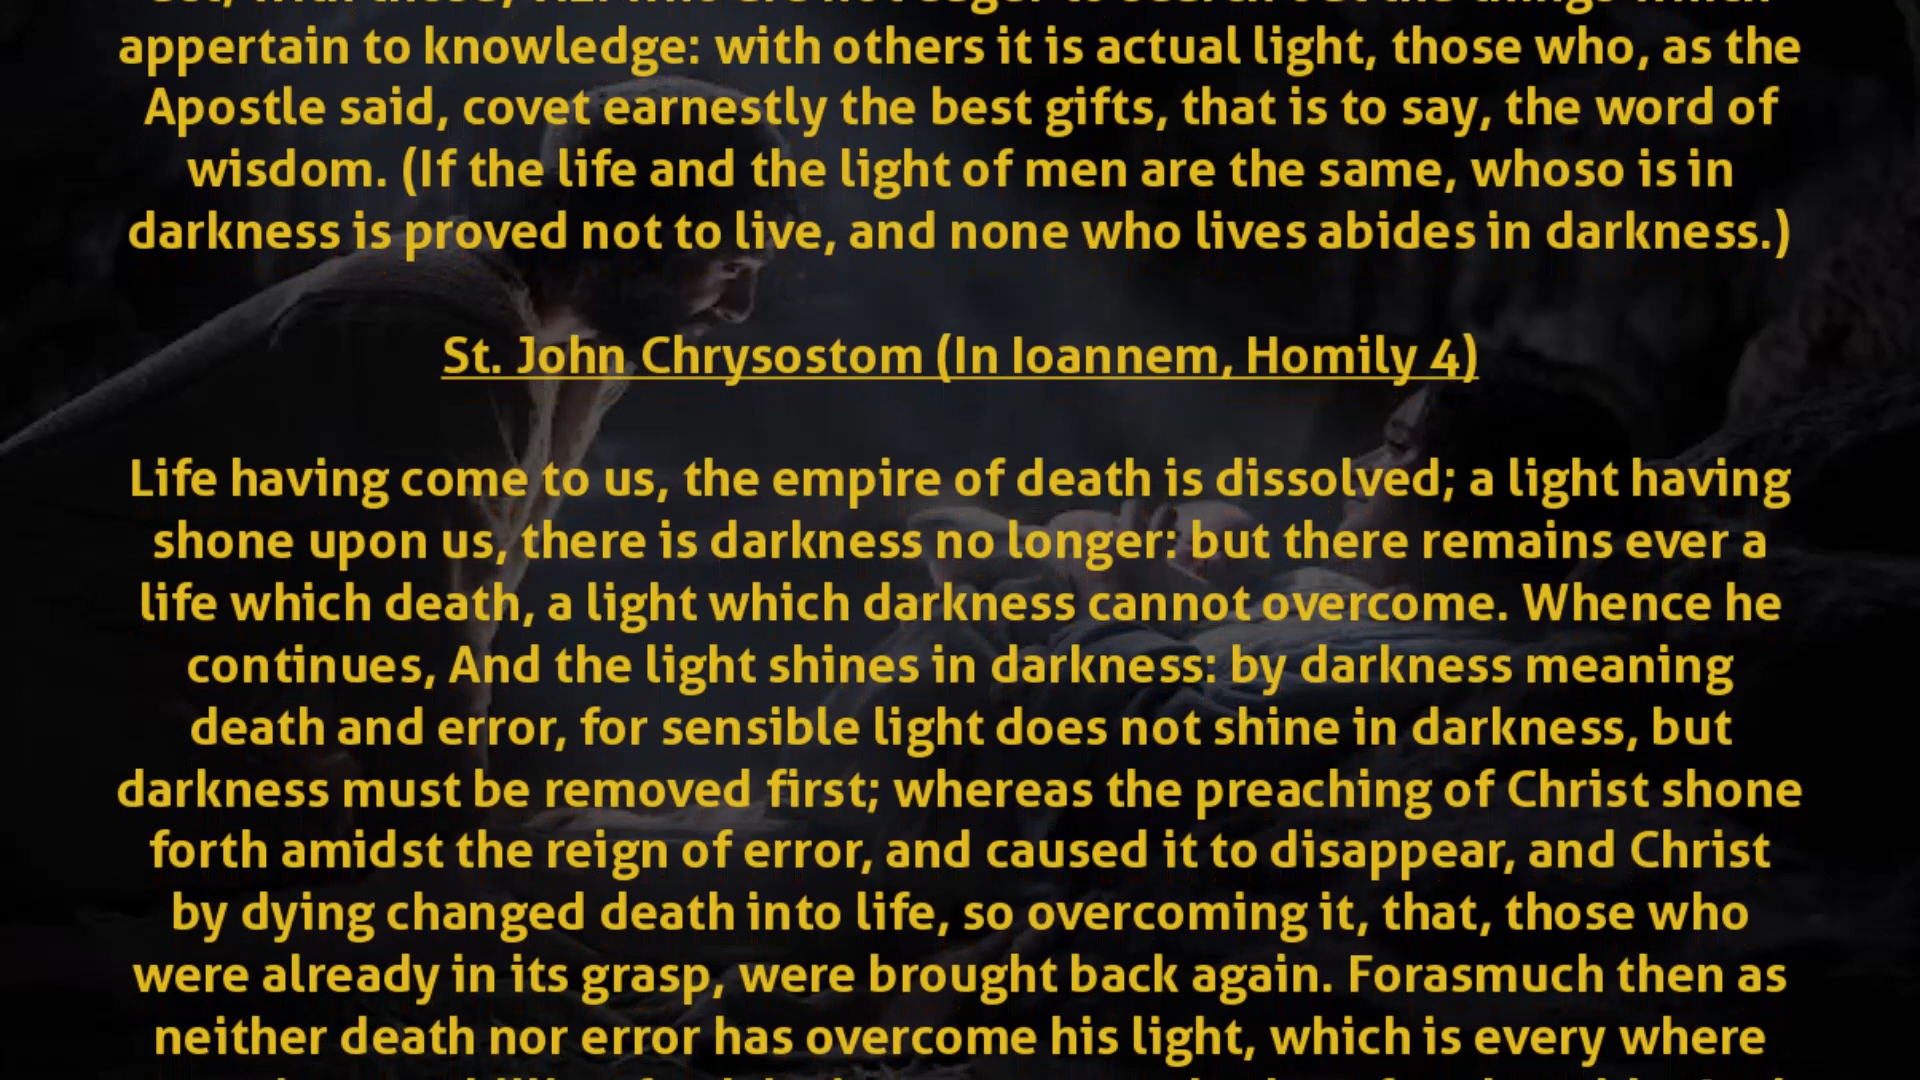 appertain to knowledge: with others it is actual light, those who, as the
Apostle said, covet earnestly the best gifts, that is to say, the word of
wisdom. (If the life and the light of men are the same, whoso is in
darkness is proved not to live, and none who lives abides in darkness.)
St. John Chrysostom (In Ioannem, Homily 4)
Life having come to us, the empire of death is dissolved; a light having
shone upon us, there is darkness no longer: but there remains ever a
life which death, a light which darkness cannot overcome. Whence he
continues, And the light shines in darkness: by darkness meaning
death and error, for sensible light does not shine in darkness, but
darkness must be removed first; whereas the preaching of Christ shone
forth amidst the reign of error, and caused it to disappear, and Christ
by dying changed death into life, so overcoming it, that, those who
were already in its grasp, were brought back again. Forasmuch then as
neither death nor error has overcome his light, which is every where